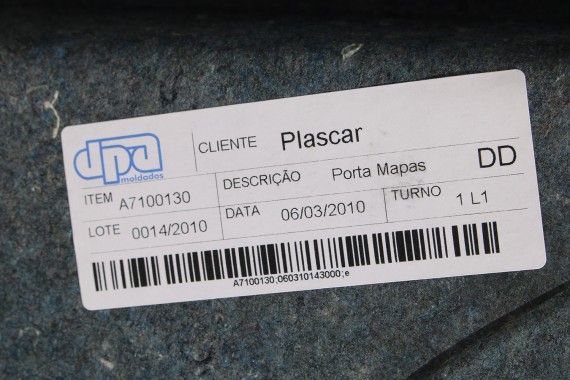 dpa moldados CLIENTE Plascar
ITEM A7100130 DESCRIÇÃO Porta Mapas DD
LOTE 0014/2010 DATA 06/03/2010 TURNO 1 L1
A7100130;060310143000;e